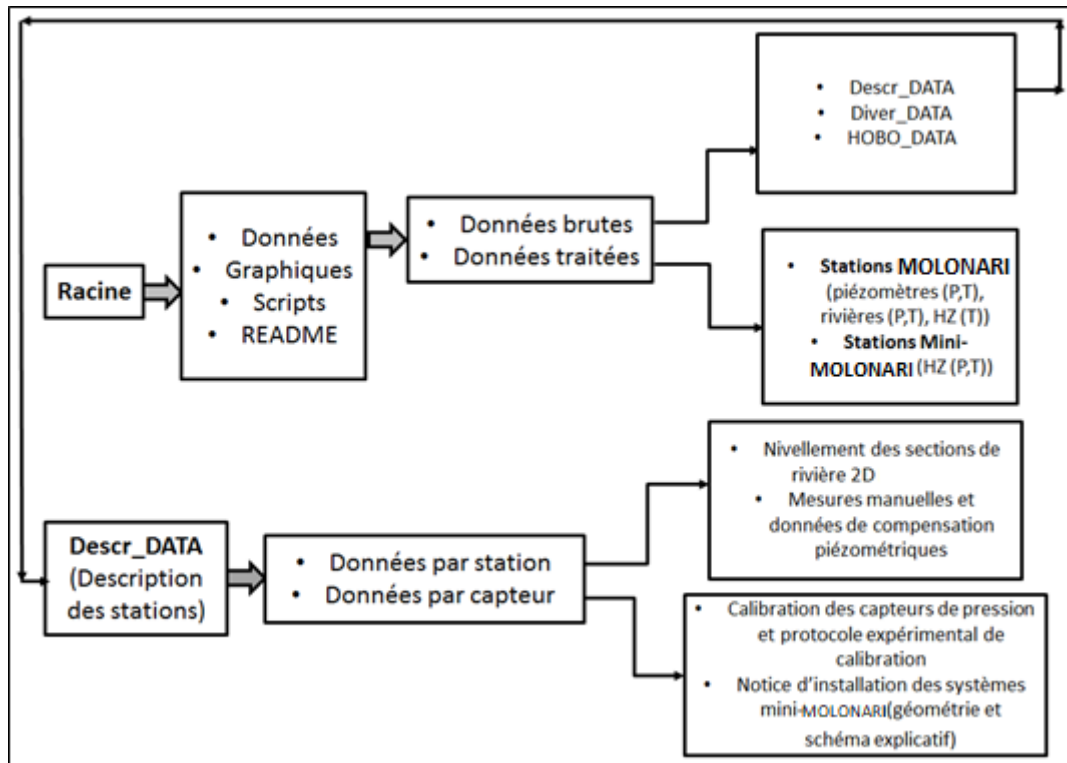 Racine
• Données
• Graphiques
• Scripts
• README
• Données brutes
• Données traitées
• Descr_DATA
• Diver_DATA
• HOBO_DATA
• Stations MOLONARI
(piézomètres (P,T),
rivières (P,T), HZ (T))
• Stations Mini-
MOLONARI (HZ (P,T))
Descr_DATA
(Description
des stations)
• Données par station
• Données par capteur
• Nivellement des sections de
rivière 2D
• Mesures manuelles et
données de compensation
piézométriques
• Calibration des capteurs de pression
et protocole expérimental de
calibration
• Notice d'installation des systèmes
mini-MOLONARI(géométrie et
schéma explicatif)